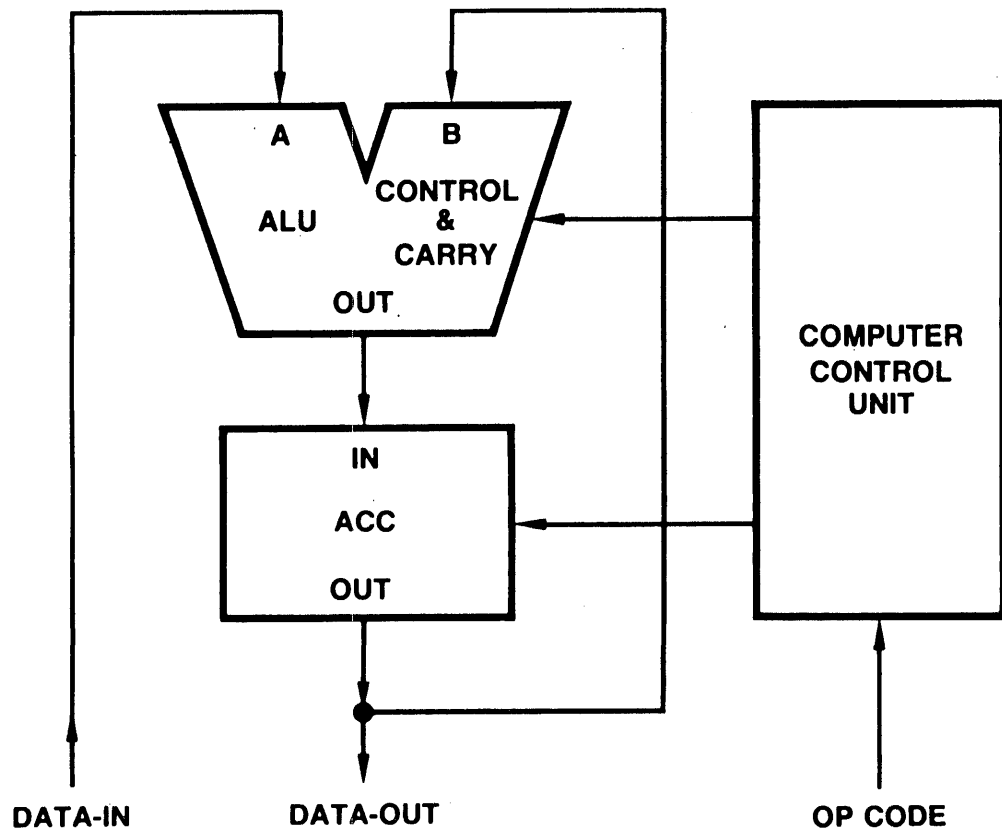 A
B
ALU
CONTROL
&
CARRY
OUT
COMPUTER
CONTROL
UNIT
IN
ACC
OUT
DATA-IN
DATA-OUT
OP CODE